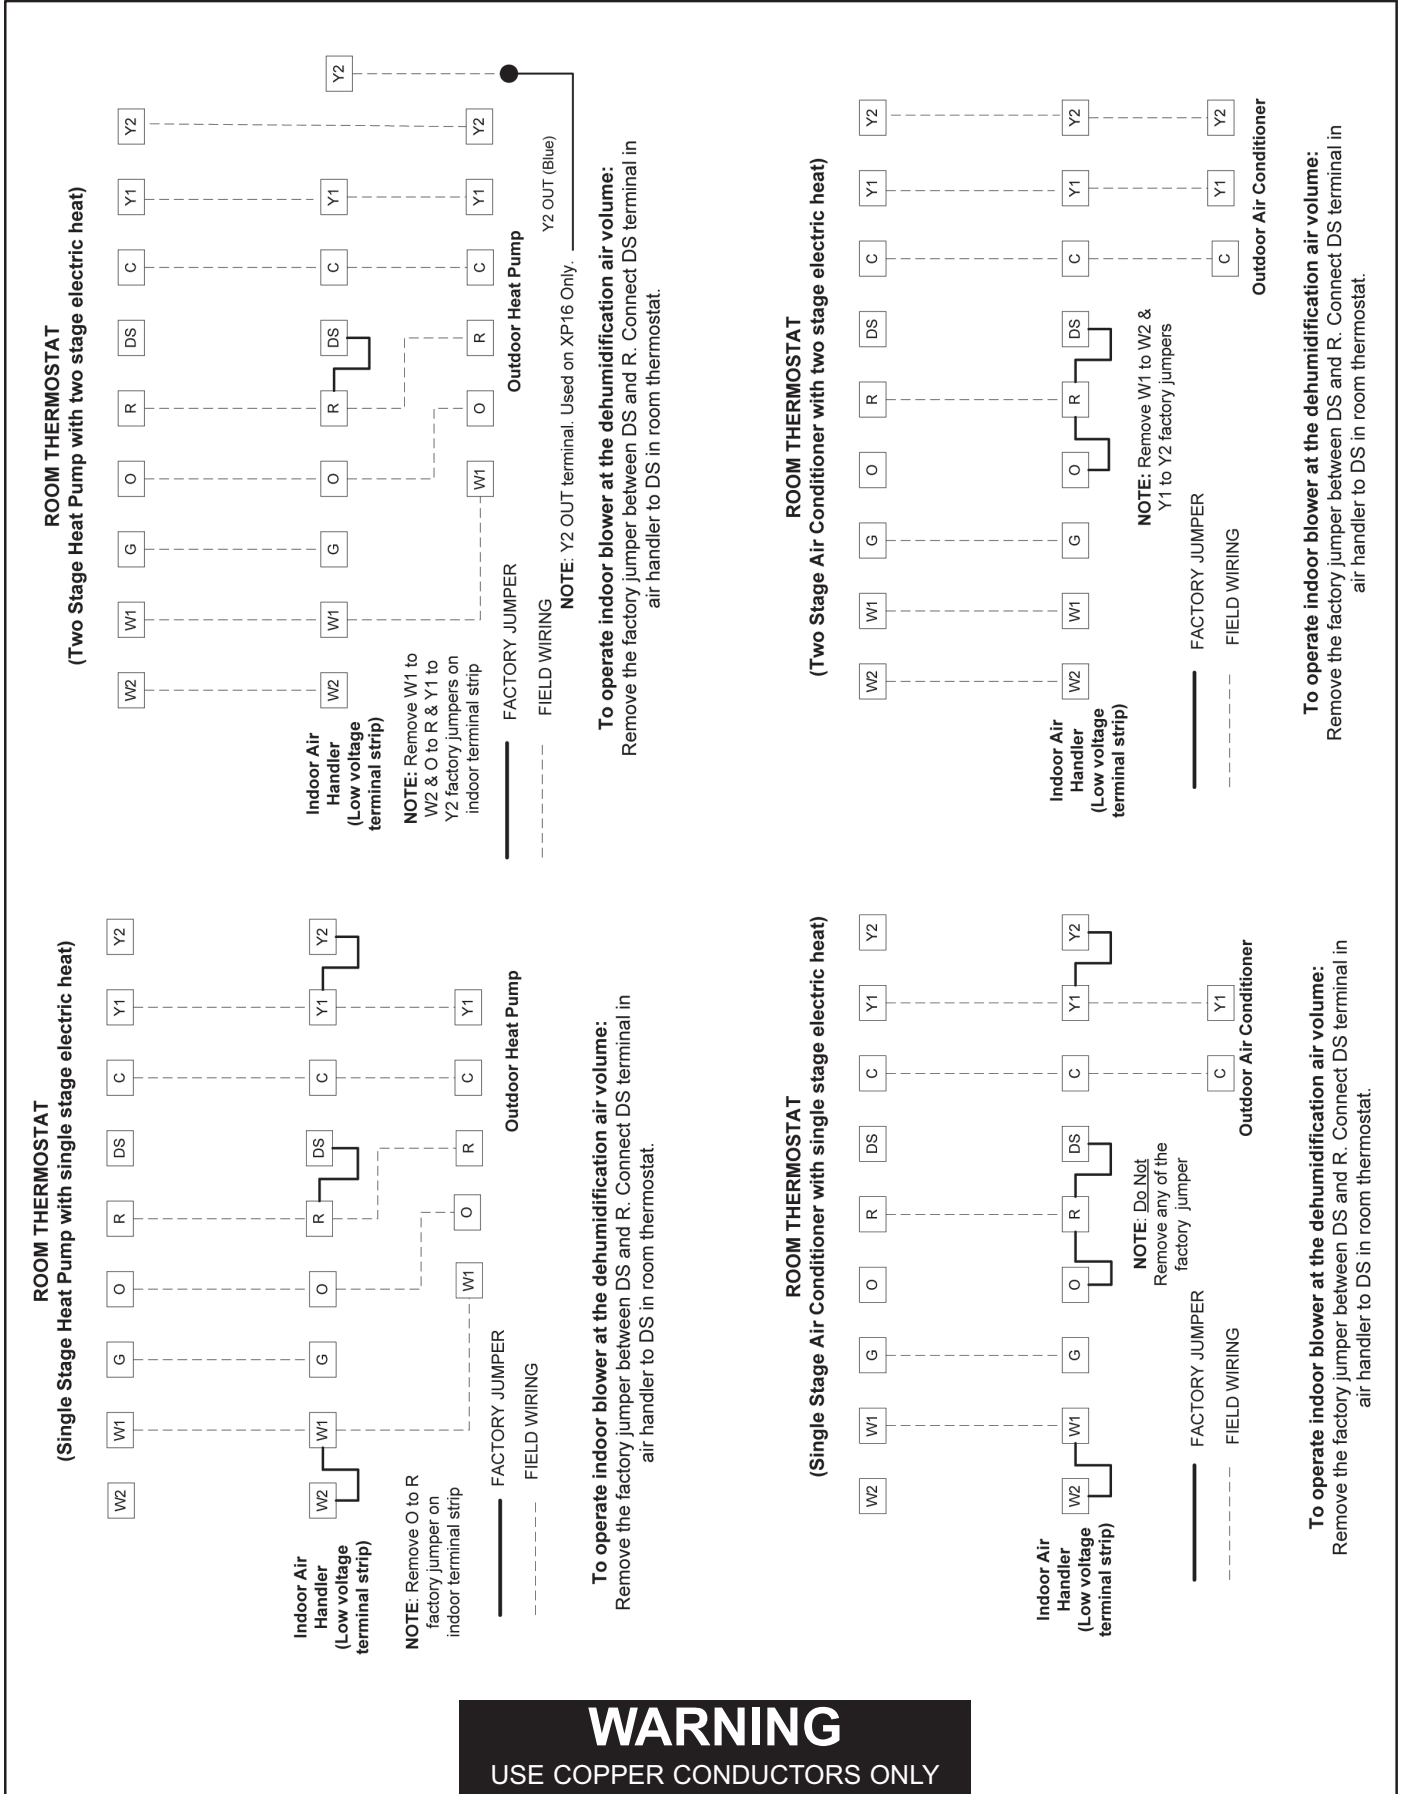 ROOM THERMOSTAT
(Single Stage Heat Pump with single stage electric heat)
W2 W1 G O R DS C Y1 Y2
Indoor Air
Handler
(Low voltage
terminal strip)
W2 W1 G O R DS C Y1 Y2
W1 O R C Y1
Outdoor Heat Pump
NOTE: Remove O to R
factory jumper on
indoor terminal strip
FACTORY JUMPER
FIELD WIRING
To operate indoor blower at the dehumidification air volume:
Remove the factory jumper between DS and R. Connect DS terminal in
air handler to DS in room thermostat.
ROOM THERMOSTAT
(Two Stage Heat Pump with two stage electric heat)
W2 W1 G O R DS C Y1 Y2
Indoor Air
Handler
(Low voltage
terminal strip)
W2 W1 G O R DS C Y1 Y2
W1 O R C Y1 Y2
Outdoor Heat Pump
NOTE: Remove W1 to
W2 & O to R & Y1 to
Y2 factory jumpers on
indoor terminal strip
FACTORY JUMPER
FIELD WIRING
Y2 OUT (Blue)
NOTE: Y2 OUT terminal. Used on XP16 Only.
To operate indoor blower at the dehumidification air volume:
Remove the factory jumper between DS and R. Connect DS terminal in
air handler to DS in room thermostat.
ROOM THERMOSTAT
(Single Stage Air Conditioner with single stage electric heat)
W2 W1 G O R DS C Y1 Y2
Indoor Air
Handler
(Low voltage
terminal strip)
W2 W1 G O R DS C Y1 Y2
NOTE: Do Not
Remove any of the
factory jumper
C Y1
Outdoor Air Conditioner
FACTORY JUMPER
FIELD WIRING
To operate indoor blower at the dehumidification air volume:
Remove the factory jumper between DS and R. Connect DS terminal in
air handler to DS in room thermostat.
ROOM THERMOSTAT
(Two Stage Air Conditioner with two stage electric heat)
W2 W1 G O R DS C Y1 Y2
Indoor Air
Handler
(Low voltage
terminal strip)
W2 W1 G O R DS C Y1 Y2
NOTE: Remove W1 to W2 &
Y1 to Y2 factory jumpers
C Y1 Y2
Outdoor Air Conditioner
FACTORY JUMPER
FIELD WIRING
To operate indoor blower at the dehumidification air volume:
Remove the factory jumper between DS and R. Connect DS terminal in
air handler to DS in room thermostat.
WARNING
USE COPPER CONDUCTORS ONLY